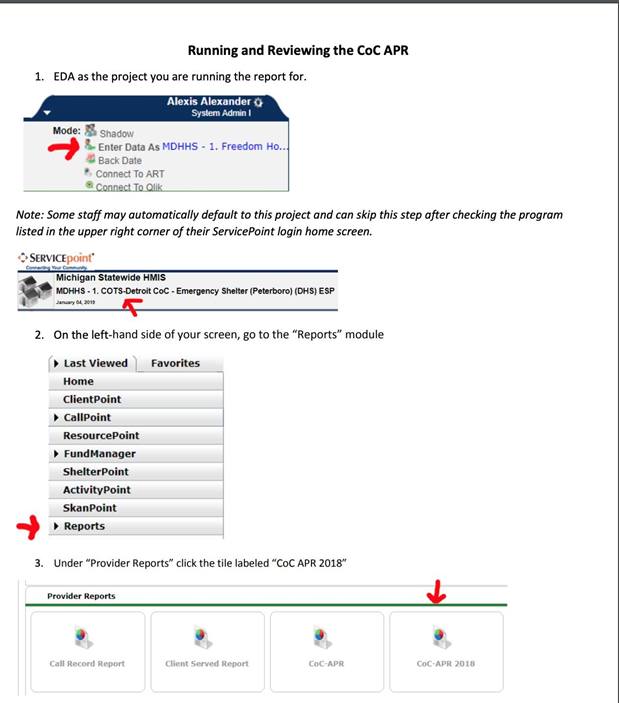 Running and Reviewing the CoC APR
1. EDA as the project you are running the report for.
Alexis Alexander
System Admin I
Mode: Shadow
Enter Data As MDHHS - 1. Freedom Ho...
Back Date
Connect To ART
Connect To Qlik
Note: Some staff may automatically default to this project and can skip this step after checking the program
listed in the upper right corner of their ServicePoint login home screen.
SERVICEpoint
Connecting Your Community.
Michigan Statewide HMIS
MDHHS - 1. COTS-Detroit CoC - Emergency Shelter (Peterboro) (DHS) ESP
January 04, 2019
2. On the left-hand side of your screen, go to the “Reports” module
Last Viewed Favorites
Home
ClientPoint
CallPoint
ResourcePoint
FundManager
ShelterPoint
ActivityPoint
SkanPoint
Reports
3. Under “Provider Reports” click the tile labeled “CoC APR 2018”
Provider Reports
Call Record Report Client Served Report CoC-APR CoC-APR 2018